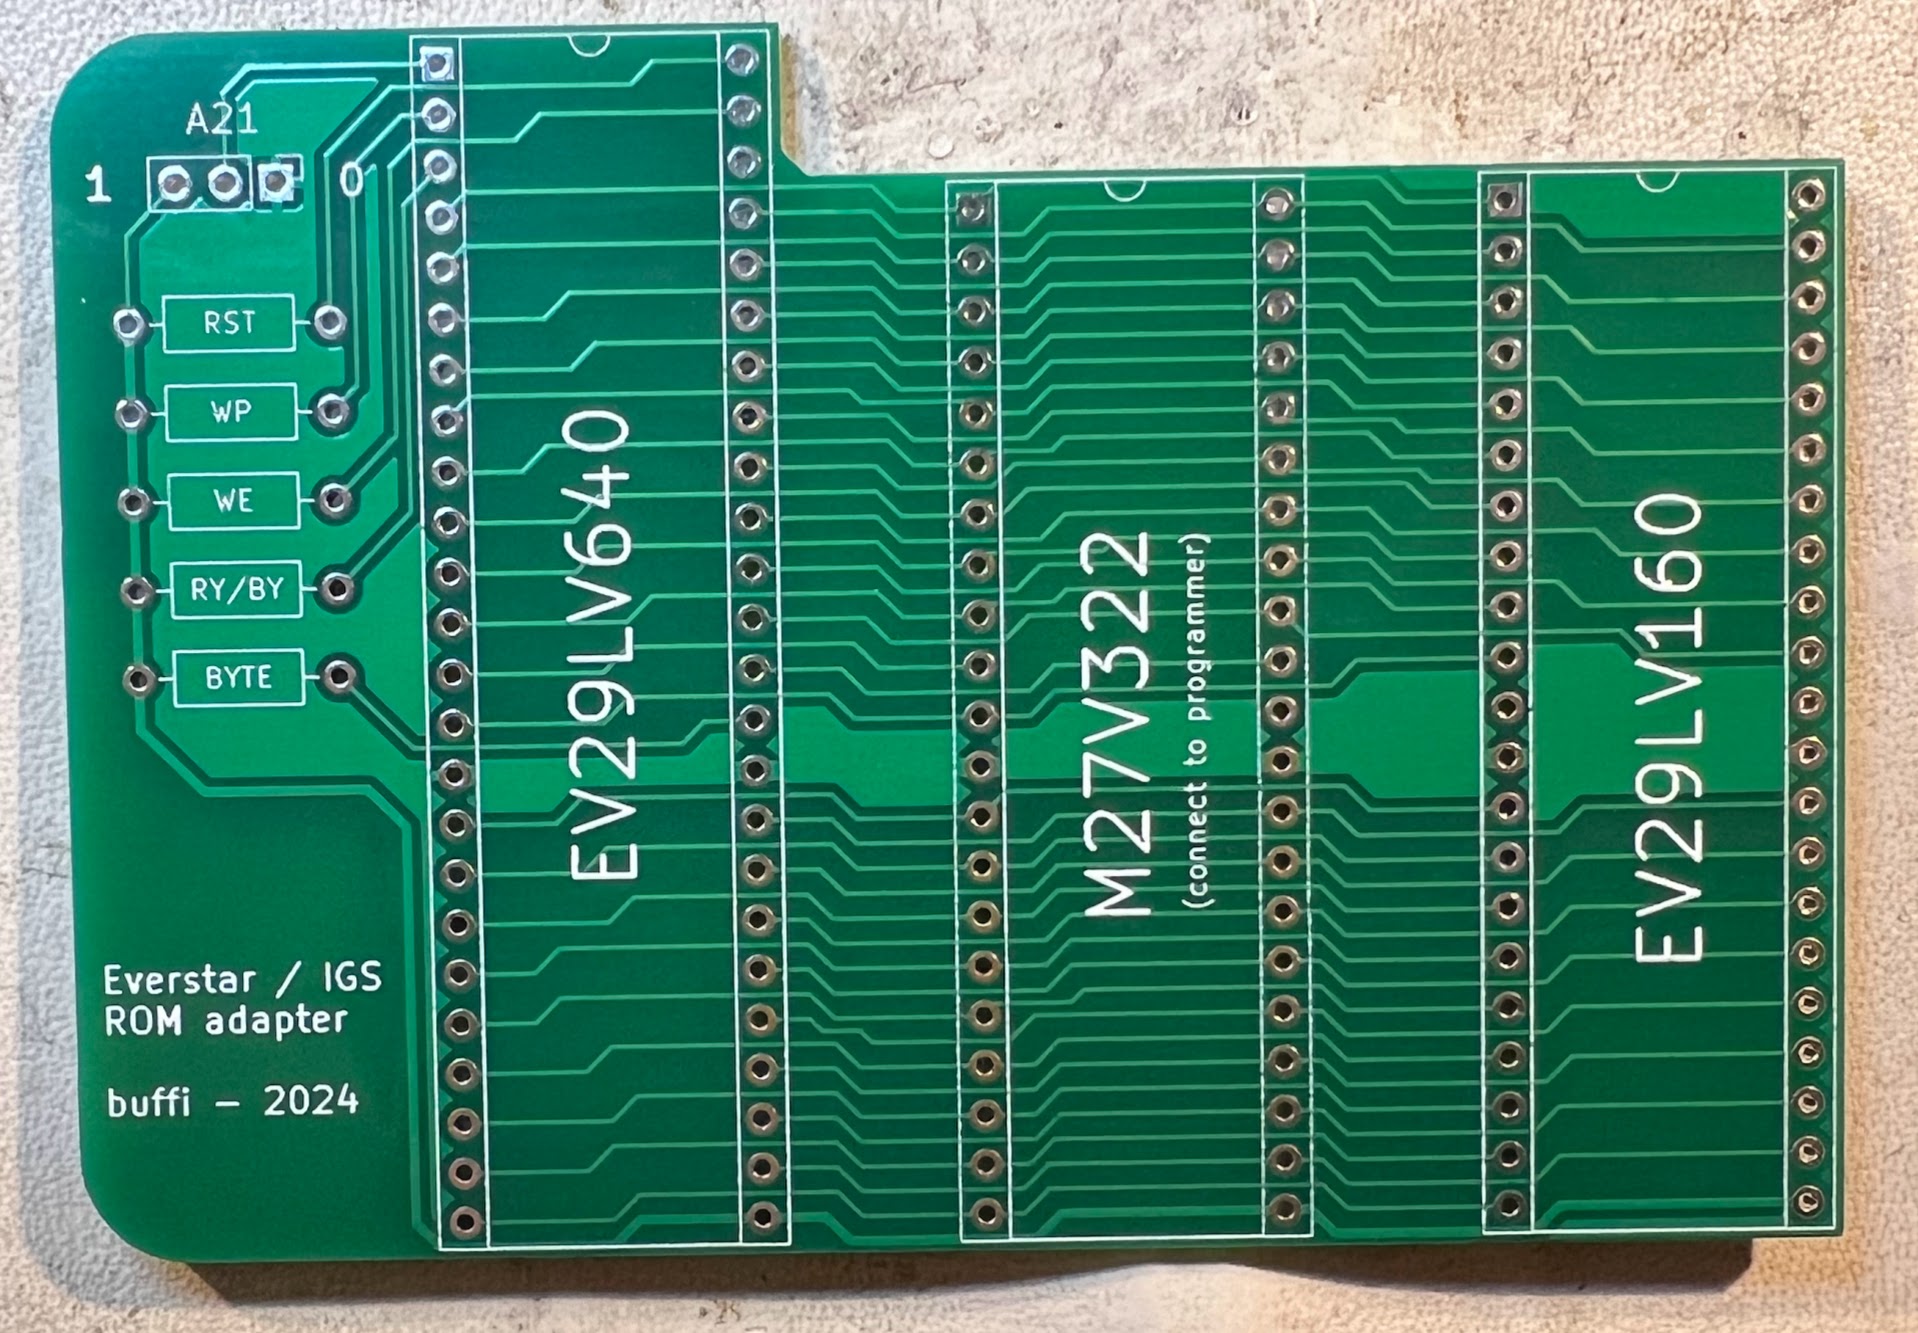 A21
1
0
RST
WP
WE
RY/BY
BYTE
Everstar / IGS
ROM adapter
buffi – 2024
EV29LV640
M27V322
(connect to programmer)
EV29LV160